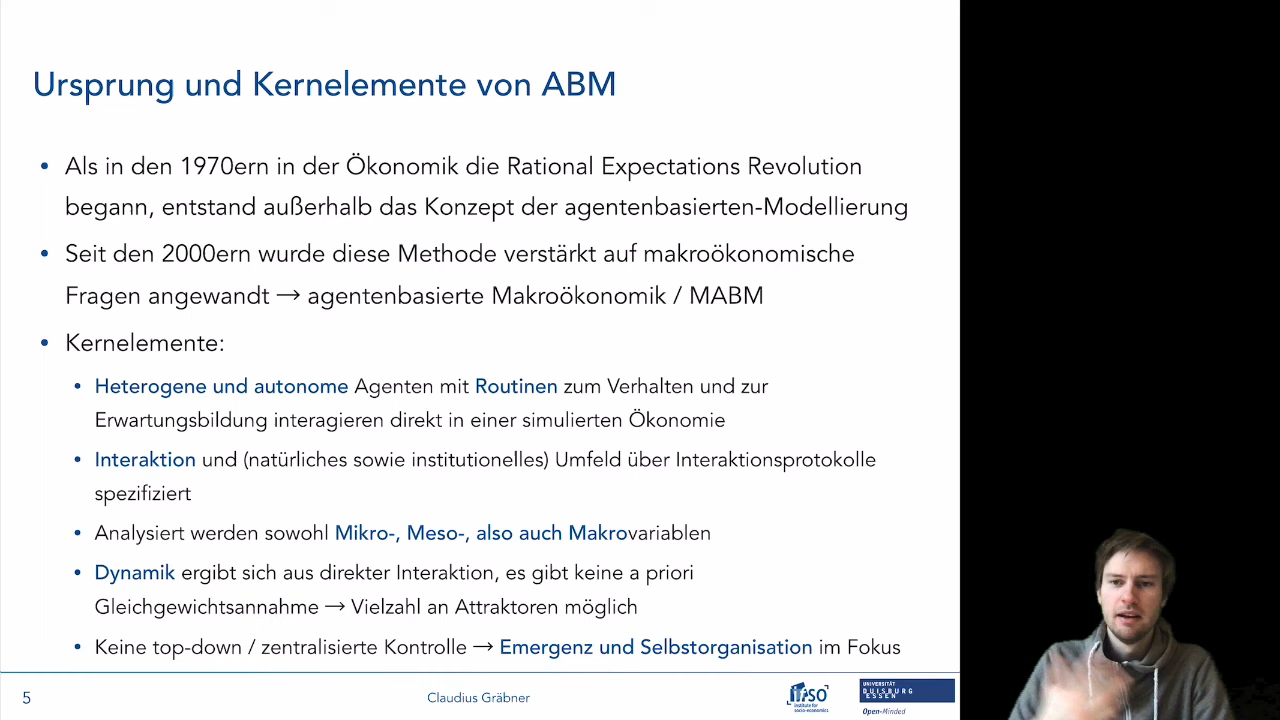 Ursprung und Kernelemente von ABM
• Als in den 1970ern in der Ökonomik die Rational Expectations Revolution
begann, entstand außerhalb das Konzept der agentenbasierten-Modellierung
• Seit den 2000ern wurde diese Methode verstärkt auf makroökonomische
Fragen angewandt → agentenbasierte Makroökonomik / MABM
• Kernelemente:
• Heterogene und autonome Agenten mit Routinen zum Verhalten und zur
Erwartungsbildung interagieren direkt in einer simulierten Ökonomie
• Interaktion und (natürliches sowie institutionelles) Umfeld über Interaktionsprotokolle
spezifiziert
• Analysiert werden sowohl Mikro-, Meso-, also auch Makrovariablen
• Dynamik ergibt sich aus direkter Interaktion, es gibt keine a priori
Gleichgewichtsannahme → Vielzahl an Attraktoren möglich
• Keine top-down / zentralisierte Kontrolle → Emergenz und Selbstorganisation im Fokus
5
Claudius Gräbner
ifso
institute for
socio-economics
UNIVERSITÄT
DUISBURG
ESSEN
Open-Minded